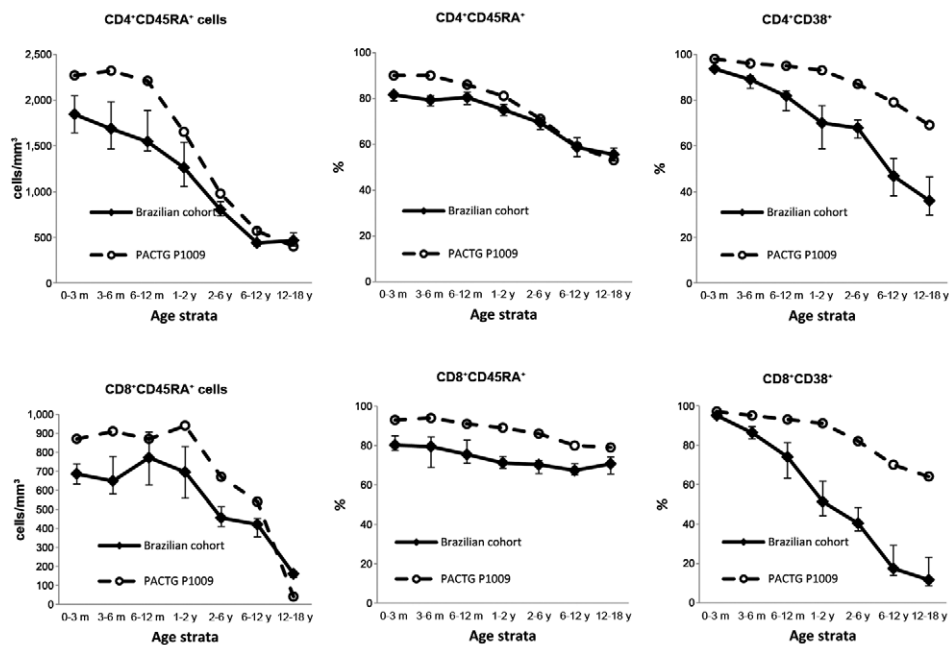 CD4⁺CD45RA⁺ cells
2,500
2,000
1,500
1,000
500
0
cells/mm³
Brazilian cohort
PACTG P1009
0-3 m 3-6 m 6-12 m 1-2 y 2-6 y 6-12 y 12-18 y
Age strata
CD4⁺CD45RA⁺
100
80
60
40
20
0
%
Brazilian cohort
PACTG P1009
0-3 m 3-6 m 6-12 m 1-2 y 2-6 y 6-12 y 12-18 y
Age strata
CD4⁺CD38⁺
100
80
60
40
20
0
%
Brazilian cohort
PACTG P1009
0-3 m 3-6 m 6-12 m 1-2 y 2-6 y 6-12 y 12-18 y
Age strata
CD8⁺CD45RA⁺ cells
1,000
900
800
700
600
500
400
300
200
100
0
cells/mm³
Brazilian cohort
PACTG P1009
0-3 m 3-6 m 6-12 m 1-2 y 2-6 y 6-12 y 12-18 y
Age strata
CD8⁺CD45RA⁺
100
80
60
40
20
0
%
Brazilian cohort
PACTG P1009
0-3 m 3-6 m 6-12 m 1-2 y 2-6 y 6-12 y 12-18 y
Age strata
CD8⁺CD38⁺
100
80
60
40
20
0
%
Brazilian cohort
PACTG P1009
0-3 m 3-6 m 6-12 m 1-2 y 2-6 y 6-12 y 12-18 y
Age strata